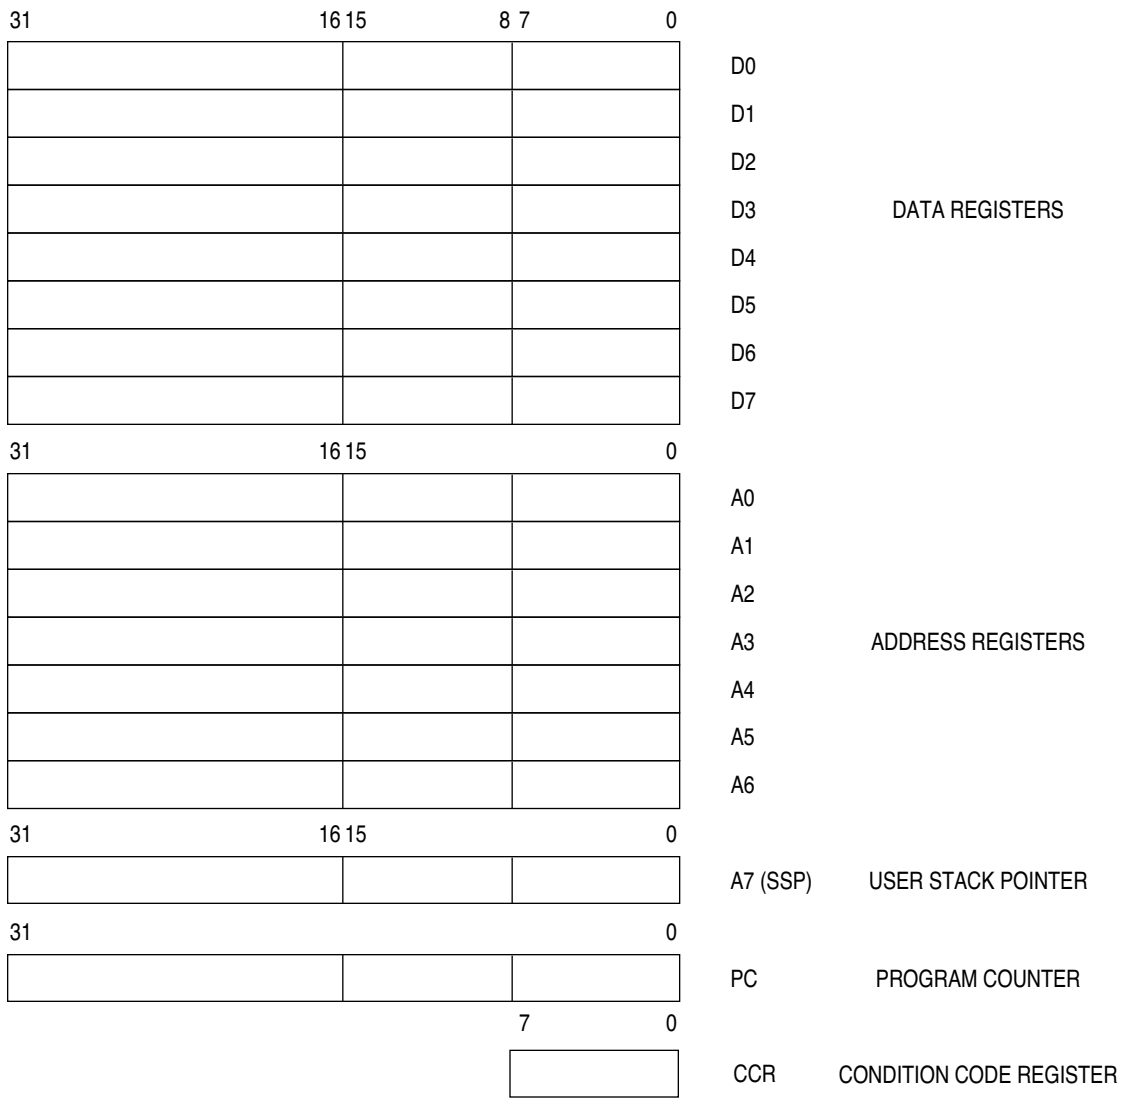 31 16 15 8 7 0
D0
D1
D2
D3 DATA REGISTERS
D4
D5
D6
D7
31 16 15 0
A0
A1
A2
A3 ADDRESS REGISTERS
A4
A5
A6
31 16 15 0
A7 (SSP) USER STACK POINTER
31 0
PC PROGRAM COUNTER
7 0
CCR CONDITION CODE REGISTER